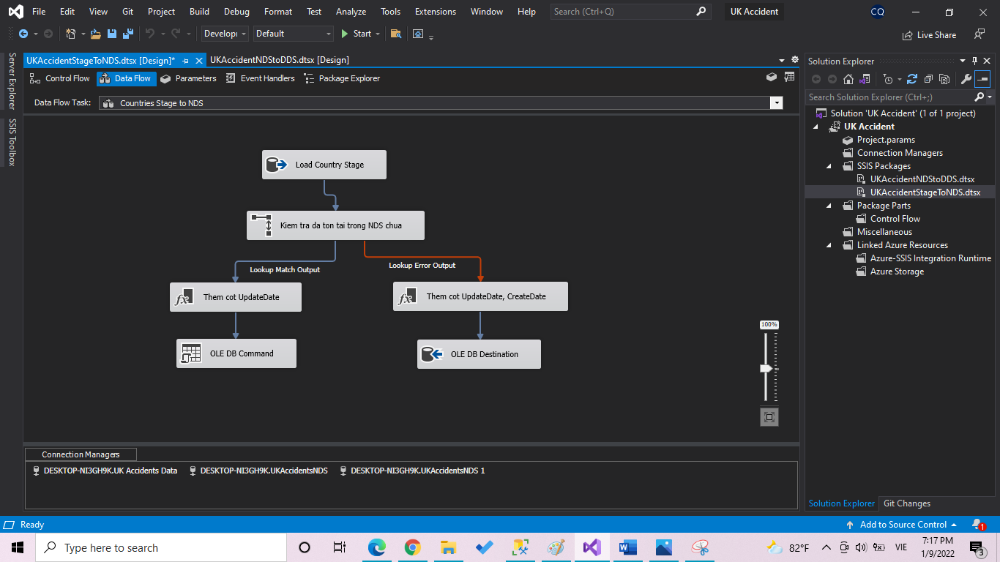 File Edit View Git Project Build Debug Format Test Analyze Tools Extensions Window Help Search (Ctrl+Q) UK Accident CQ
Developr Default Start Live Share
UKAccidentStageToNDS.dtsx [Design]* UKAccidentNDStoDDS.dtsx [Design]
Control Flow Data Flow Parameters Event Handlers Package Explorer
Data Flow Task: Countries Stage to NDS
Server Explorer
SSIS Toolbox
Load Country Stage
Kiem tra da ton tai trong NDS chua
Lookup Match Output
Lookup Error Output
Them cot UpdateDate
Them cot UpdateDate, CreateDate
OLE DB Command
OLE DB Destination
100%
Connection Managers
DESKTOP-NI3GH9K.UK Accidents Data DESKTOP-NI3GH9K.UKAccidentsNDS DESKTOP-NI3GH9K.UKAccidentsNDS 1
Solution Explorer
Search Solution Explorer (Ctrl+;)
Solution 'UK Accident' (1 of 1 project)
UK Accident
Project.params
Connection Managers
SSIS Packages
UKAccidentNDStoDDS.dtsx
UKAccidentStageToNDS.dtsx
Package Parts
Control Flow
Miscellaneous
Linked Azure Resources
Azure-SSIS Integration Runtime
Azure Storage
Solution Explorer Git Changes
Ready Add to Source Control 1
Type here to search 82°F VIE 7:17 PM
1/9/2022 3